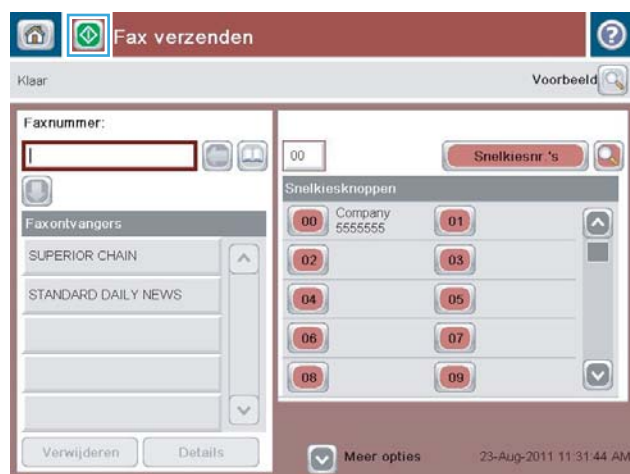 Fax verzenden
Klaar
Voorbeeld
Faxnummer:
00
Snelkiesnr.'s
Snelkiesknoppen
Faxontvangers
00 Company 5555555
01
SUPERIOR CHAIN
02
03
STANDARD DAILY NEWS
04
05
06
07
08
09
Verwijderen
Details
Meer opties
23-Aug-2011 11:31:44 AM